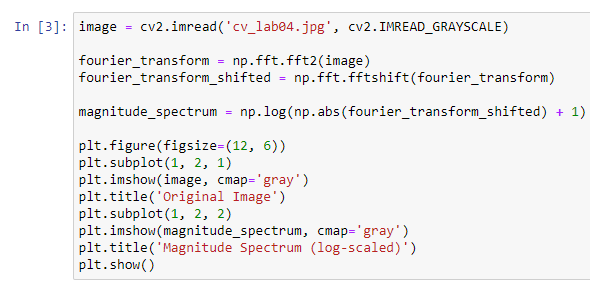 In [3]: image = cv2.imread('cv_lab04.jpg', cv2.IMREAD_GRAYSCALE)
fourier_transform = np.fft.fft2(image)
fourier_transform_shifted = np.fft.fftshift(fourier_transform)
magnitude_spectrum = np.log(np.abs(fourier_transform_shifted) + 1)
plt.figure(figsize=(12, 6))
plt.subplot(1, 2, 1)
plt.imshow(image, cmap='gray')
plt.title('Original Image')
plt.subplot(1, 2, 2)
plt.imshow(magnitude_spectrum, cmap='gray')
plt.title('Magnitude Spectrum (log-scaled)')
plt.show()